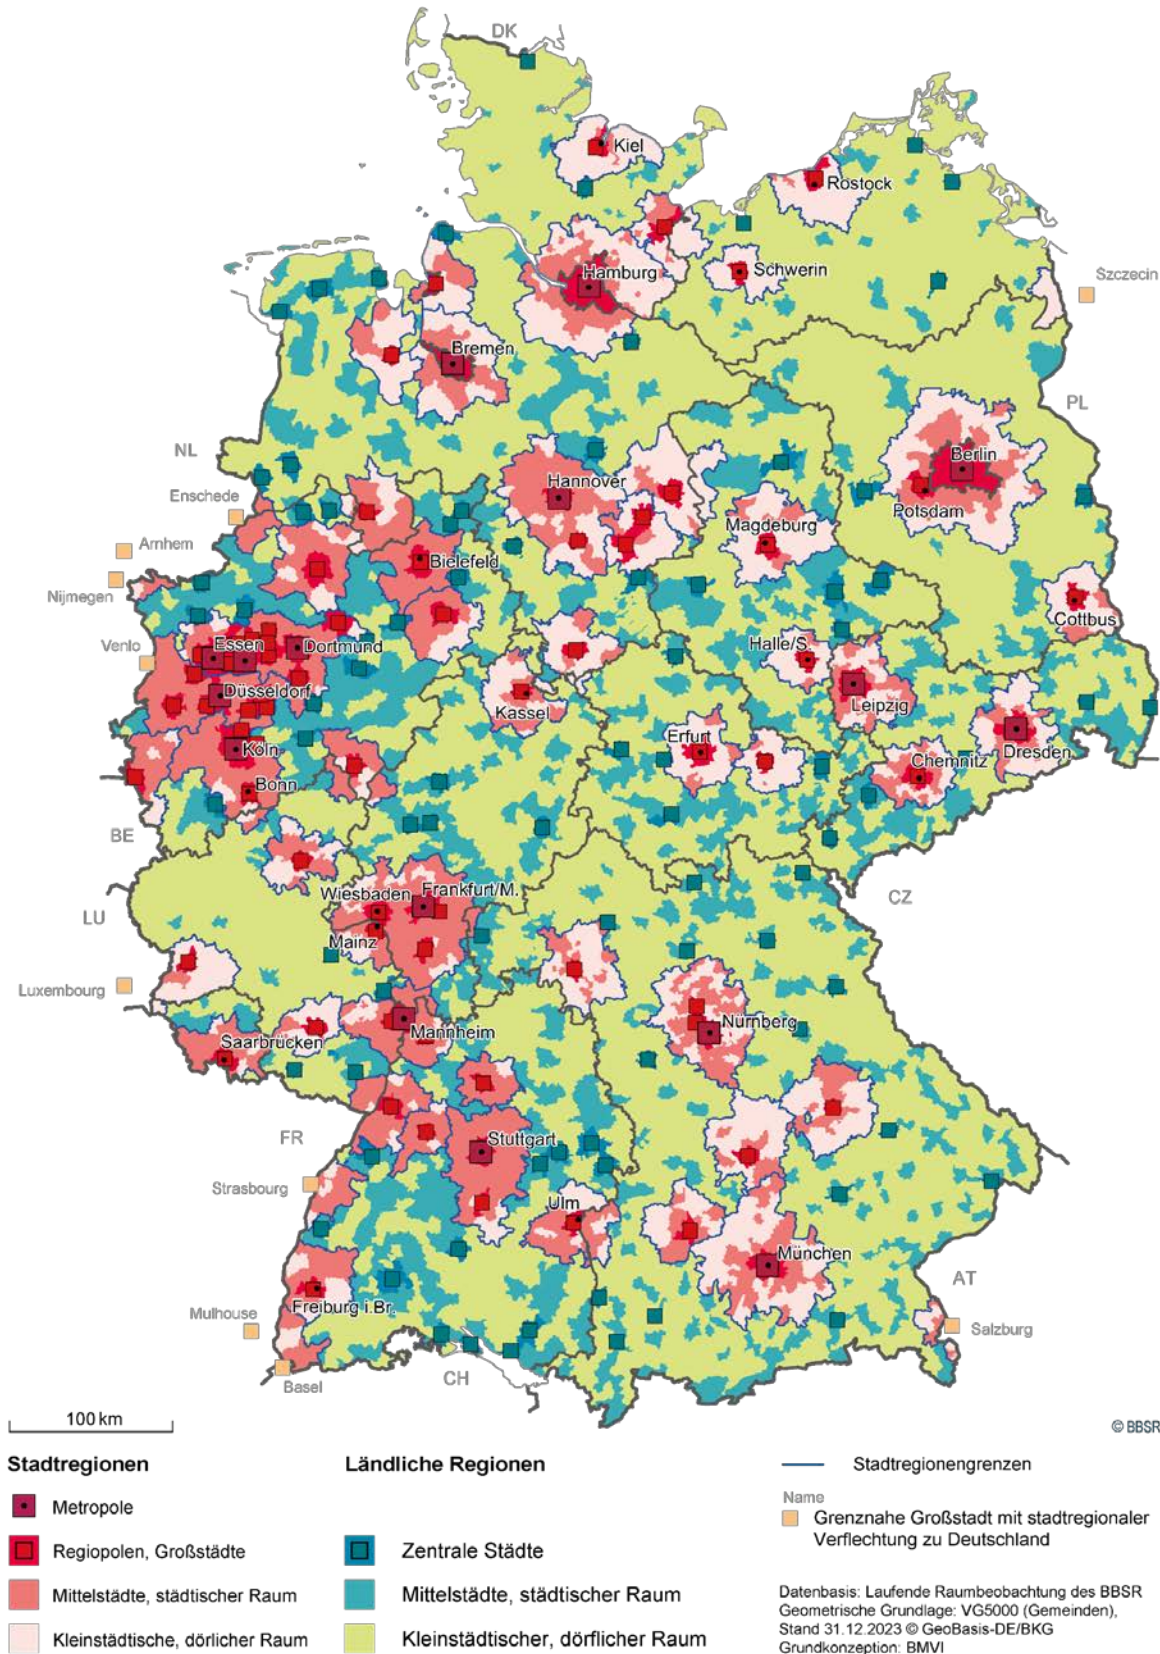 DK
Kiel
Rostock
Hamburg
Schwerin
Szczecin
Bremen
PL
NL
Berlin
Hannover
Enschede
Potsdam
Magdeburg
Arnhem
Bielefeld
Nijmegen
Cottbus
Venlo
Essen
Dortmund
Halle/S.
Düsseldorf
Kassel
Leipzig
Erfurt
Köln
Dresden
Chemnitz
Bonn
BE
Wiesbaden
Frankfurt/M.
CZ
LU
Mainz
Luxembourg
Nürnberg
Mannheim
Saarbrücken
FR
Stuttgart
Strasbourg
Ulm
München
AT
Freiburg i.Br.
Mulhouse
Salzburg
CH
Basel
100 km
© BBSR
Stadtregionen
Metropole
Regiopolen, Großstädte
Mittelstädte, städtischer Raum
Kleinstädtische, dörlicher Raum
Ländliche Regionen
Zentrale Städte
Mittelstädte, städtischer Raum
Kleinstädtischer, dörflicher Raum
Stadtregionengrenzen
Name
Grenznahe Großstadt mit stadtregionaler
Verflechtung zu Deutschland
Datenbasis: Laufende Raumbeobachtung des BBSR
Geometrische Grundlage: VG5000 (Gemeinden),
Stand 31.12.2023 © GeoBasis-DE/BKG
Grundkonzeption: BMVI